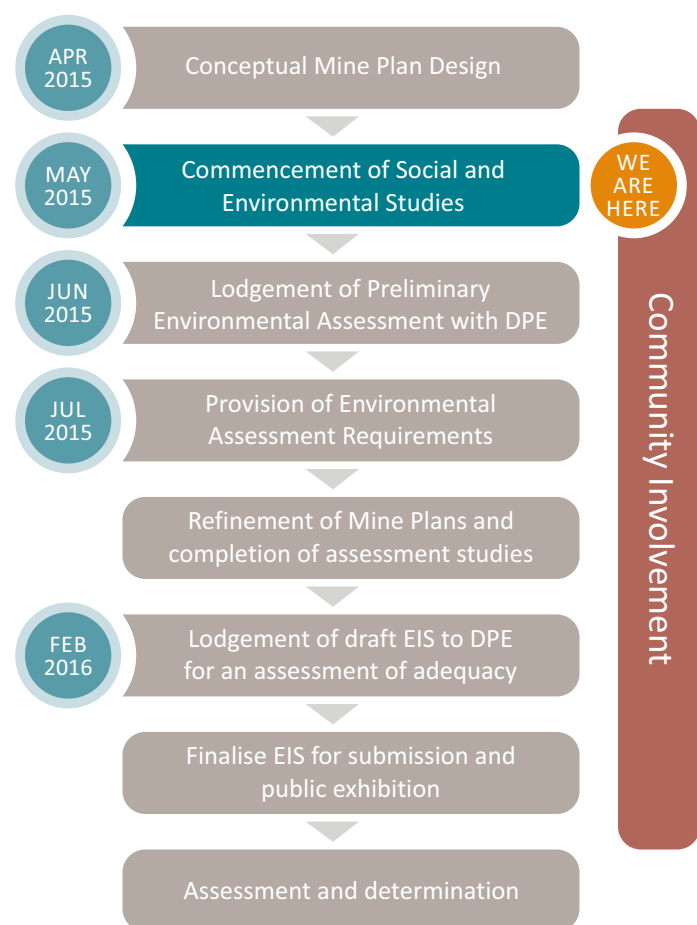 APR
2015
Conceptual Mine Plan Design
MAY
2015
Commencement of Social and
Environmental Studies
WE
ARE
HERE
JUN
2015
Lodgement of Preliminary
Environmental Assessment with DPE
JUL
2015
Provision of Environmental
Assessment Requirements
Refinement of Mine Plans and
completion of assessment studies
FEB
2016
Lodgement of draft EIS to DPE
for an assessment of adequacy
Finalise EIS for submission and
public exhibition
Assessment and determination
Community Involvement